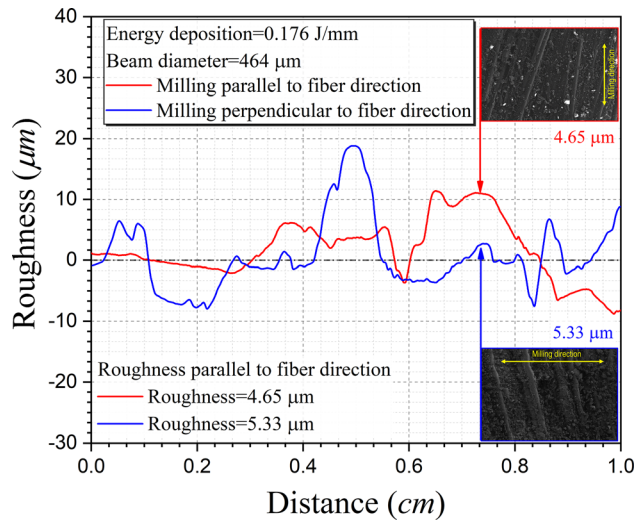 40
30
20
10
0
-10
-20
-30
Roughness (μm)
Energy deposition=0.176 J/mm
Beam diameter=464 μm
Milling parallel to fiber direction
Milling perpendicular to fiber direction
Milling direction
4.65 μm
5.33 μm
Milling direction
Roughness parallel to fiber direction
Roughness=4.65 μm
Roughness=5.33 μm
0.0 0.2 0.4 0.6 0.8 1.0
Distance (cm)